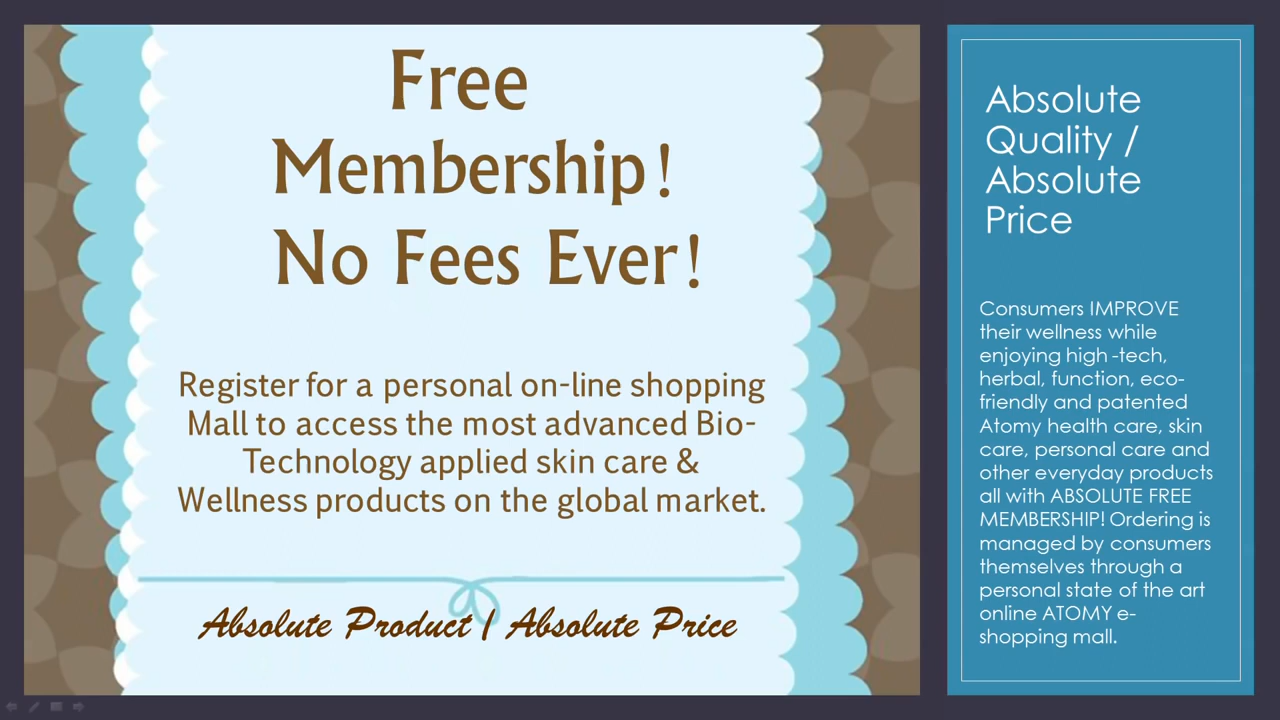 Free
Membership!
No Fees Ever!
Register for a personal on-line shopping
Mall to access the most advanced Bio-
Technology applied skin care &
Wellness products on the global market.
Absolute Product | Absolute Price
Absolute
Quality /
Absolute
Price
Consumers IMPROVE
their wellness while
enjoying high-tech,
herbal, function, eco-
friendly and patented
Atomy health care, skin
care, personal care and
other everyday products
all with ABSOLUTE FREE
MEMBERSHIP! Ordering is
managed by consumers
themselves through a
personal state of the art
online ATOMY e-
shopping mall.